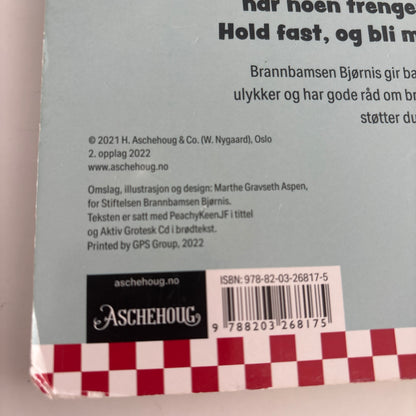 når noen trenge
Hold fast, og bli m
Brannbamsen Bjørnis gir ba
ulykker og har gode råd om br
støtter du
© 2021 H. Aschehoug & Co. (W. Nygaard), Oslo
2. opplag 2022
www.aschehoug.no
Omslag, illustrasjon og design: Marthe Gravseth Aspen,
for Stiftelsen Brannbamsen Bjørnis.
Teksten er satt med PeachyKeenJF i tittel
og Aktiv Grotesk Cd i brødtekst.
Printed by GPS Group, 2022
aschehoug.no
ASCHEHOUG
ISBN: 978-82-03-26817-5
9 788203 268175